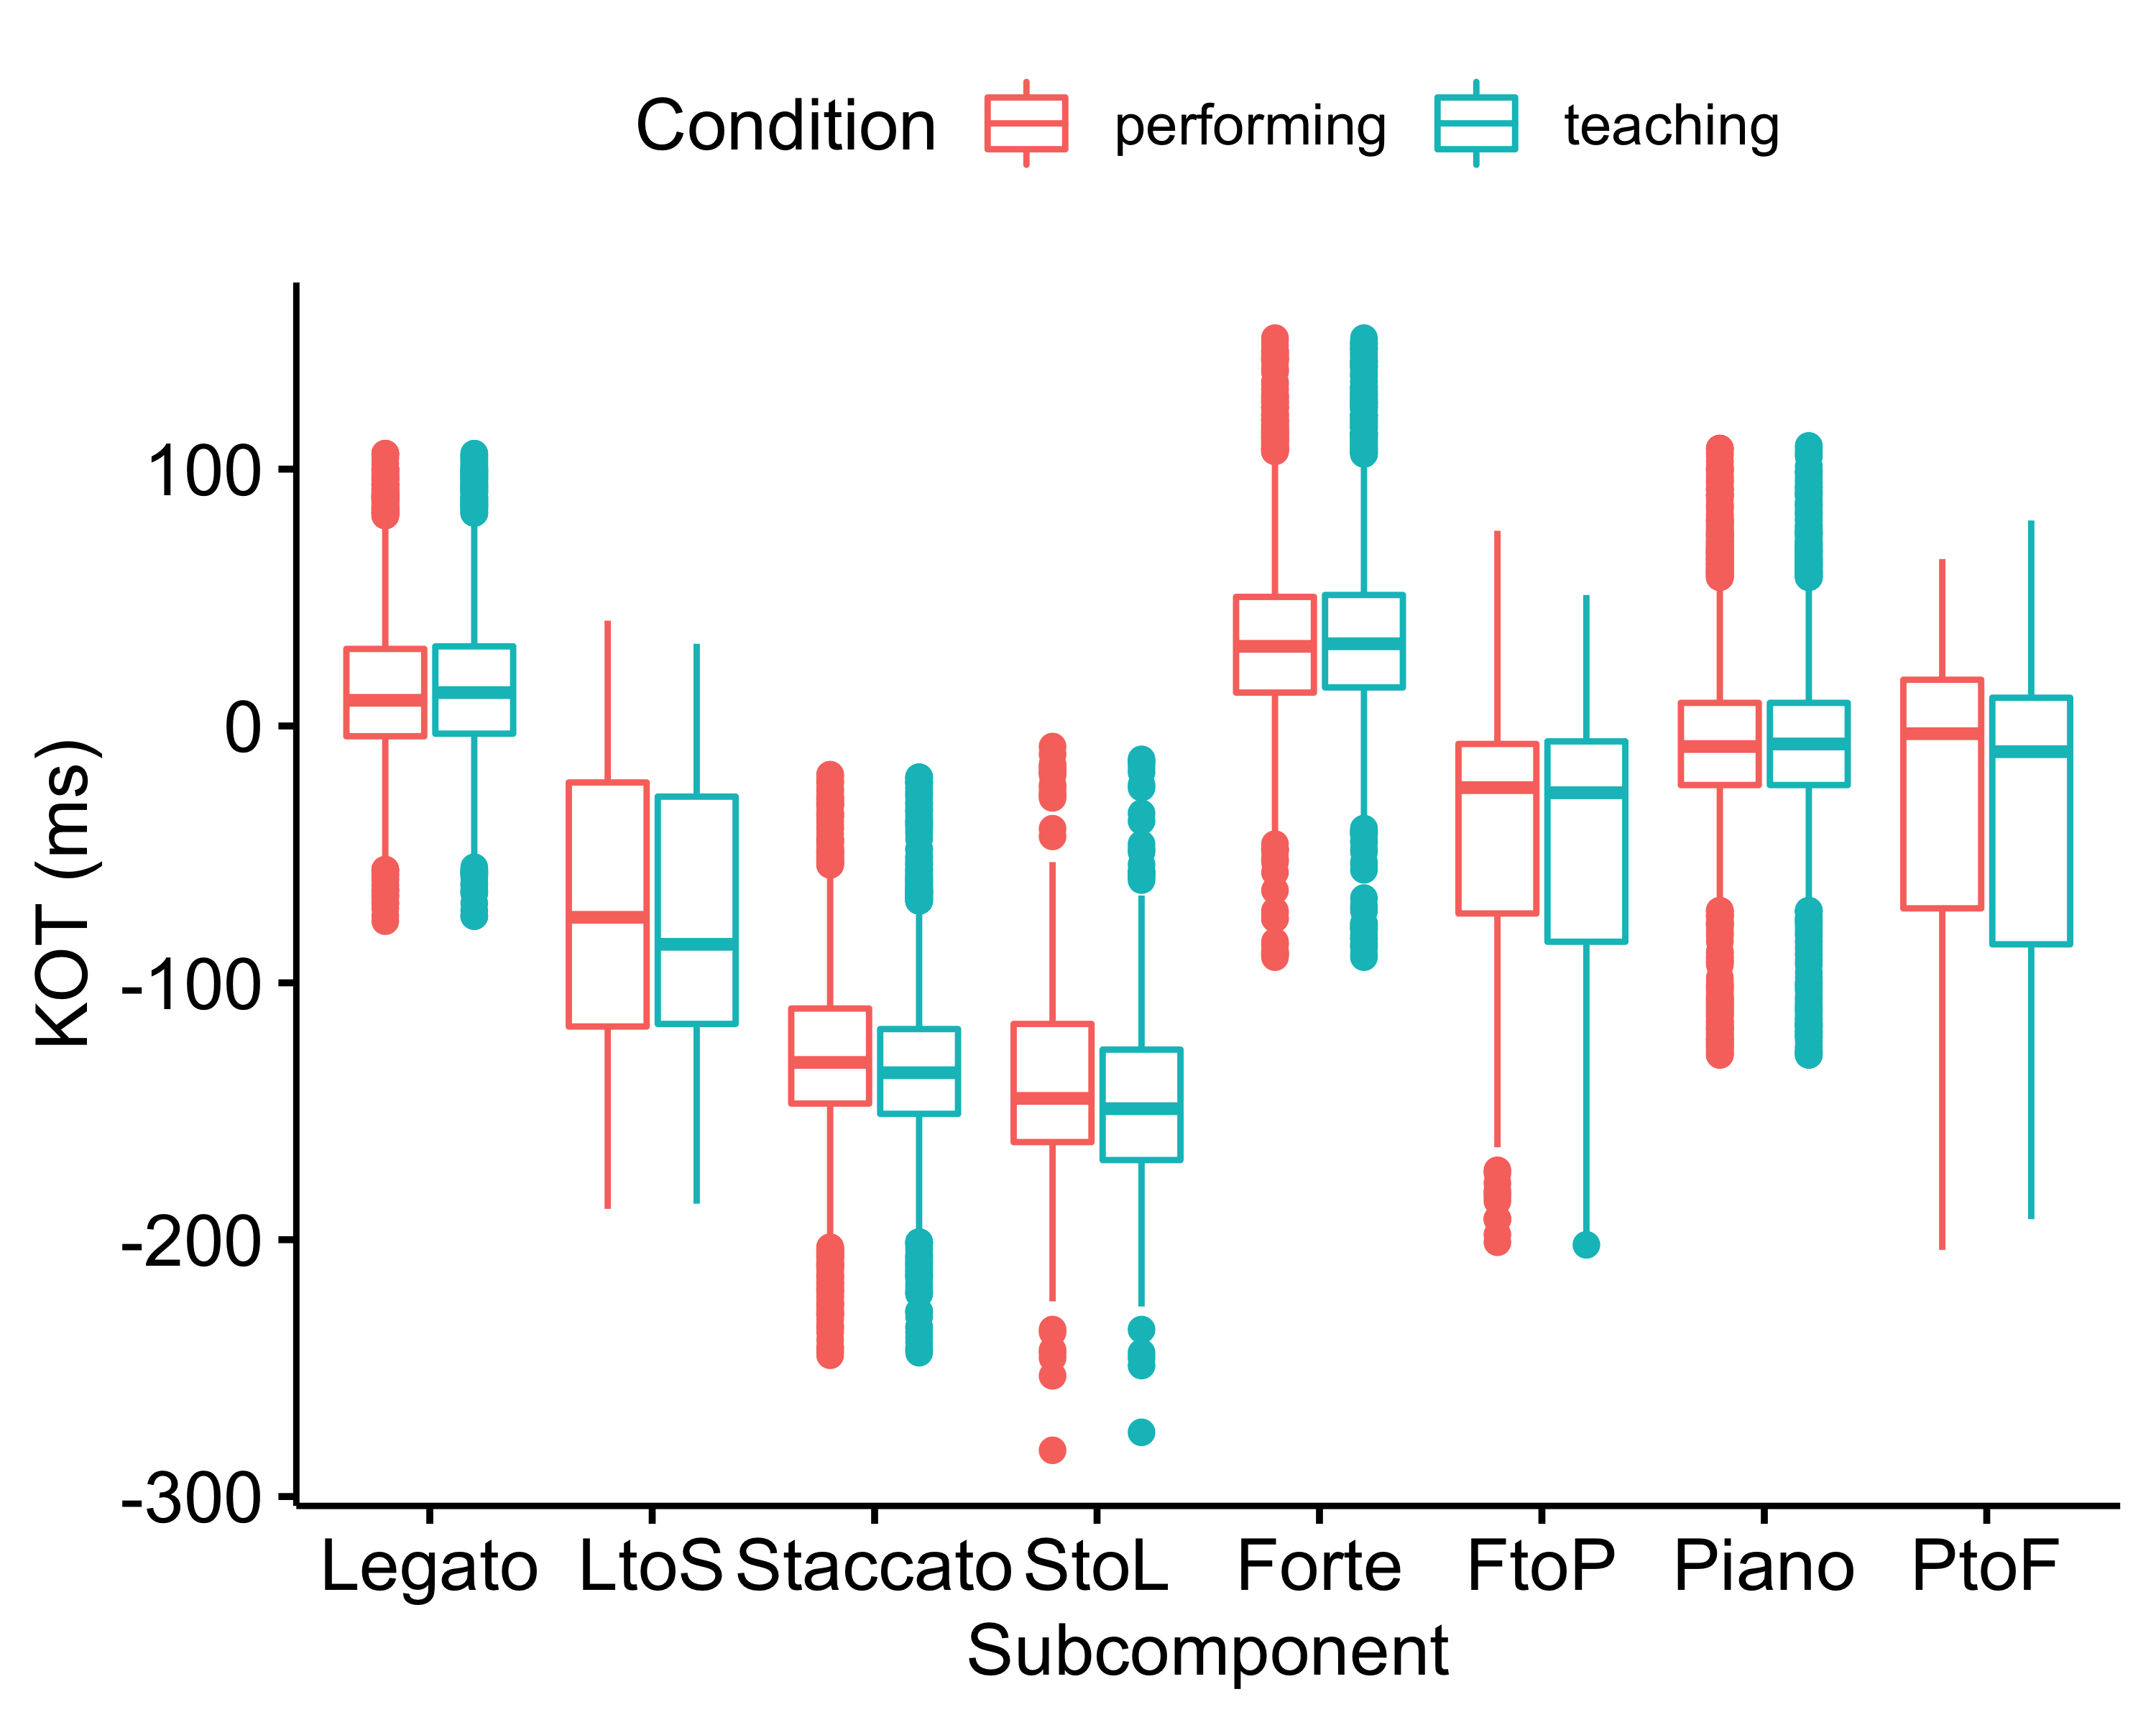 Condition performing teaching
KOT (ms)
100
0
-100
-200
-300
Legato LtoS Staccato StoL Forte FtoP Piano PtoF
Subcomponent